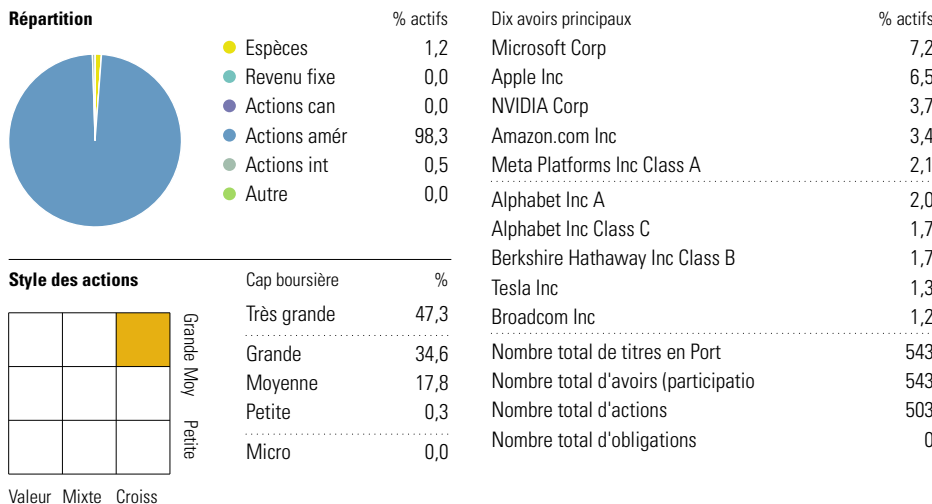 Répartition % actifs
Espèces 1,2
Revenu fixe 0,0
Actions can 0,0
Actions amér 98,3
Actions int 0,5
Autre 0,0
Style des actions
Grande Moy Petite
Valeur Mixte Croiss
Cap boursière %
Très grande 47,3
Grande 34,6
Moyenne 17,8
Petite 0,3
Micro 0,0
Dix avoirs principaux % actifs
Microsoft Corp 7,2
Apple Inc 6,5
NVIDIA Corp 3,7
Amazon.com Inc 3,4
Meta Platforms Inc Class A 2,1
Alphabet Inc A 2,0
Alphabet Inc Class C 1,7
Berkshire Hathaway Inc Class B 1,7
Tesla Inc 1,3
Broadcom Inc 1,2
Nombre total de titres en Port 543
Nombre total d'avoirs (participatio 543
Nombre total d'actions 503
Nombre total d'obligations 0